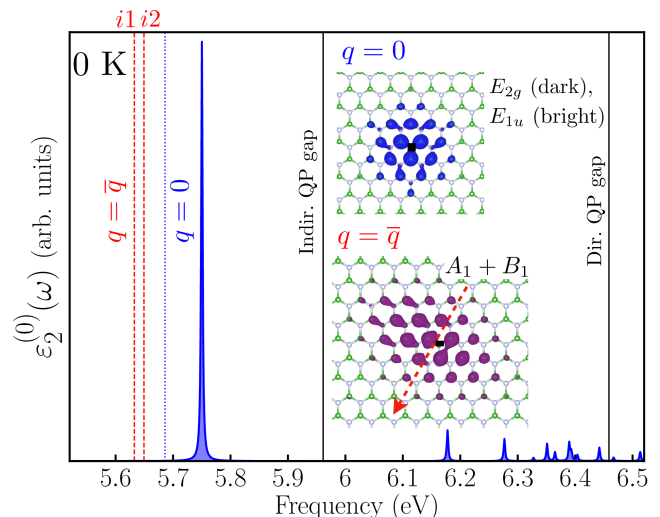 i1 i2
0 K
q = q̄
q = 0
Indir. QP gap
Dir. QP gap
q = 0
E₂g (dark),
E₁u (bright)
q = q̄
A₁ + B₁
ε₂⁽⁰⁾(ω) (arb. units)
5.6 5.7 5.8 5.9 6 6.1 6.2 6.3 6.4 6.5
Frequency (eV)